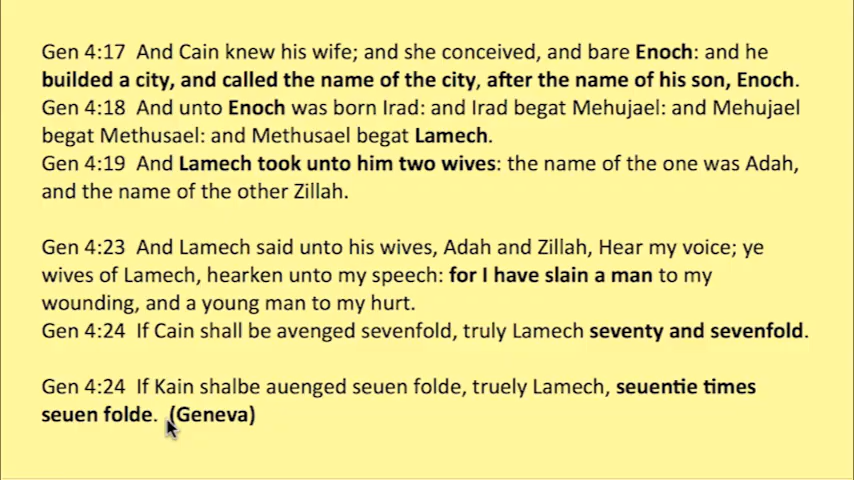 Gen 4:17  And Cain knew his wife; and she conceived, and bare Enoch: and he
builded a city, and called the name of the city, after the name of his son, Enoch.
Gen 4:18  And unto Enoch was born Irad: and Irad begat Mehujael: and Mehujael
begat Methusael: and Methusael begat Lamech.
Gen 4:19  And Lamech took unto him two wives: the name of the one was Adah,
and the name of the other Zillah.
Gen 4:23  And Lamech said unto his wives, Adah and Zillah, Hear my voice; ye
wives of Lamech, hearken unto my speech: for I have slain a man to my
wounding, and a young man to my hurt.
Gen 4:24  If Cain shall be avenged sevenfold, truly Lamech seventy and sevenfold.
Gen 4:24  If Kain shalbe auenged seuen folde, truely Lamech, seuentie times
seuen folde.  (Geneva)